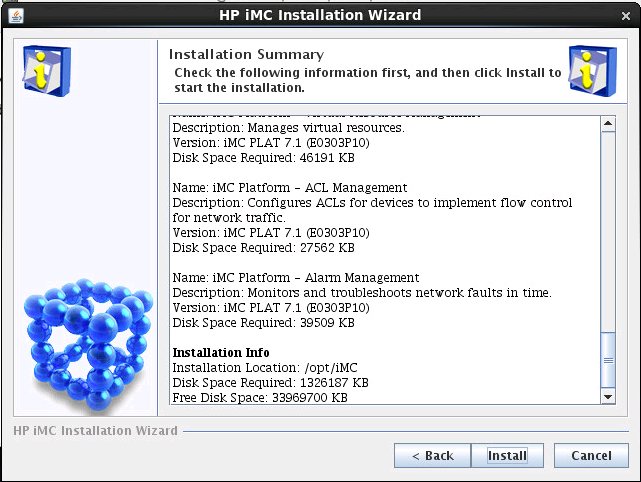 HP iMC Installation Wizard
Installation Summary
Check the following information first, and then click Install to
start the installation.
Description: Manages virtual resources.
Version: iMC PLAT 7.1 (E0303P10)
Disk Space Required: 46191 KB
Name: iMC Platform - ACL Management
Description: Configures ACLs for devices to implement flow control
for network traffic.
Version: iMC PLAT 7.1 (E0303P10)
Disk Space Required: 27562 KB
Name: iMC Platform - Alarm Management
Description: Monitors and troubleshoots network faults in time.
Version: iMC PLAT 7.1 (E0303P10)
Disk Space Required: 39509 KB
Installation Info
Installation Location: /opt/iMC
Disk Space Required: 1326187 KB
Free Disk Space: 33969700 KB
HP iMC Installation Wizard
< Back Install Cancel